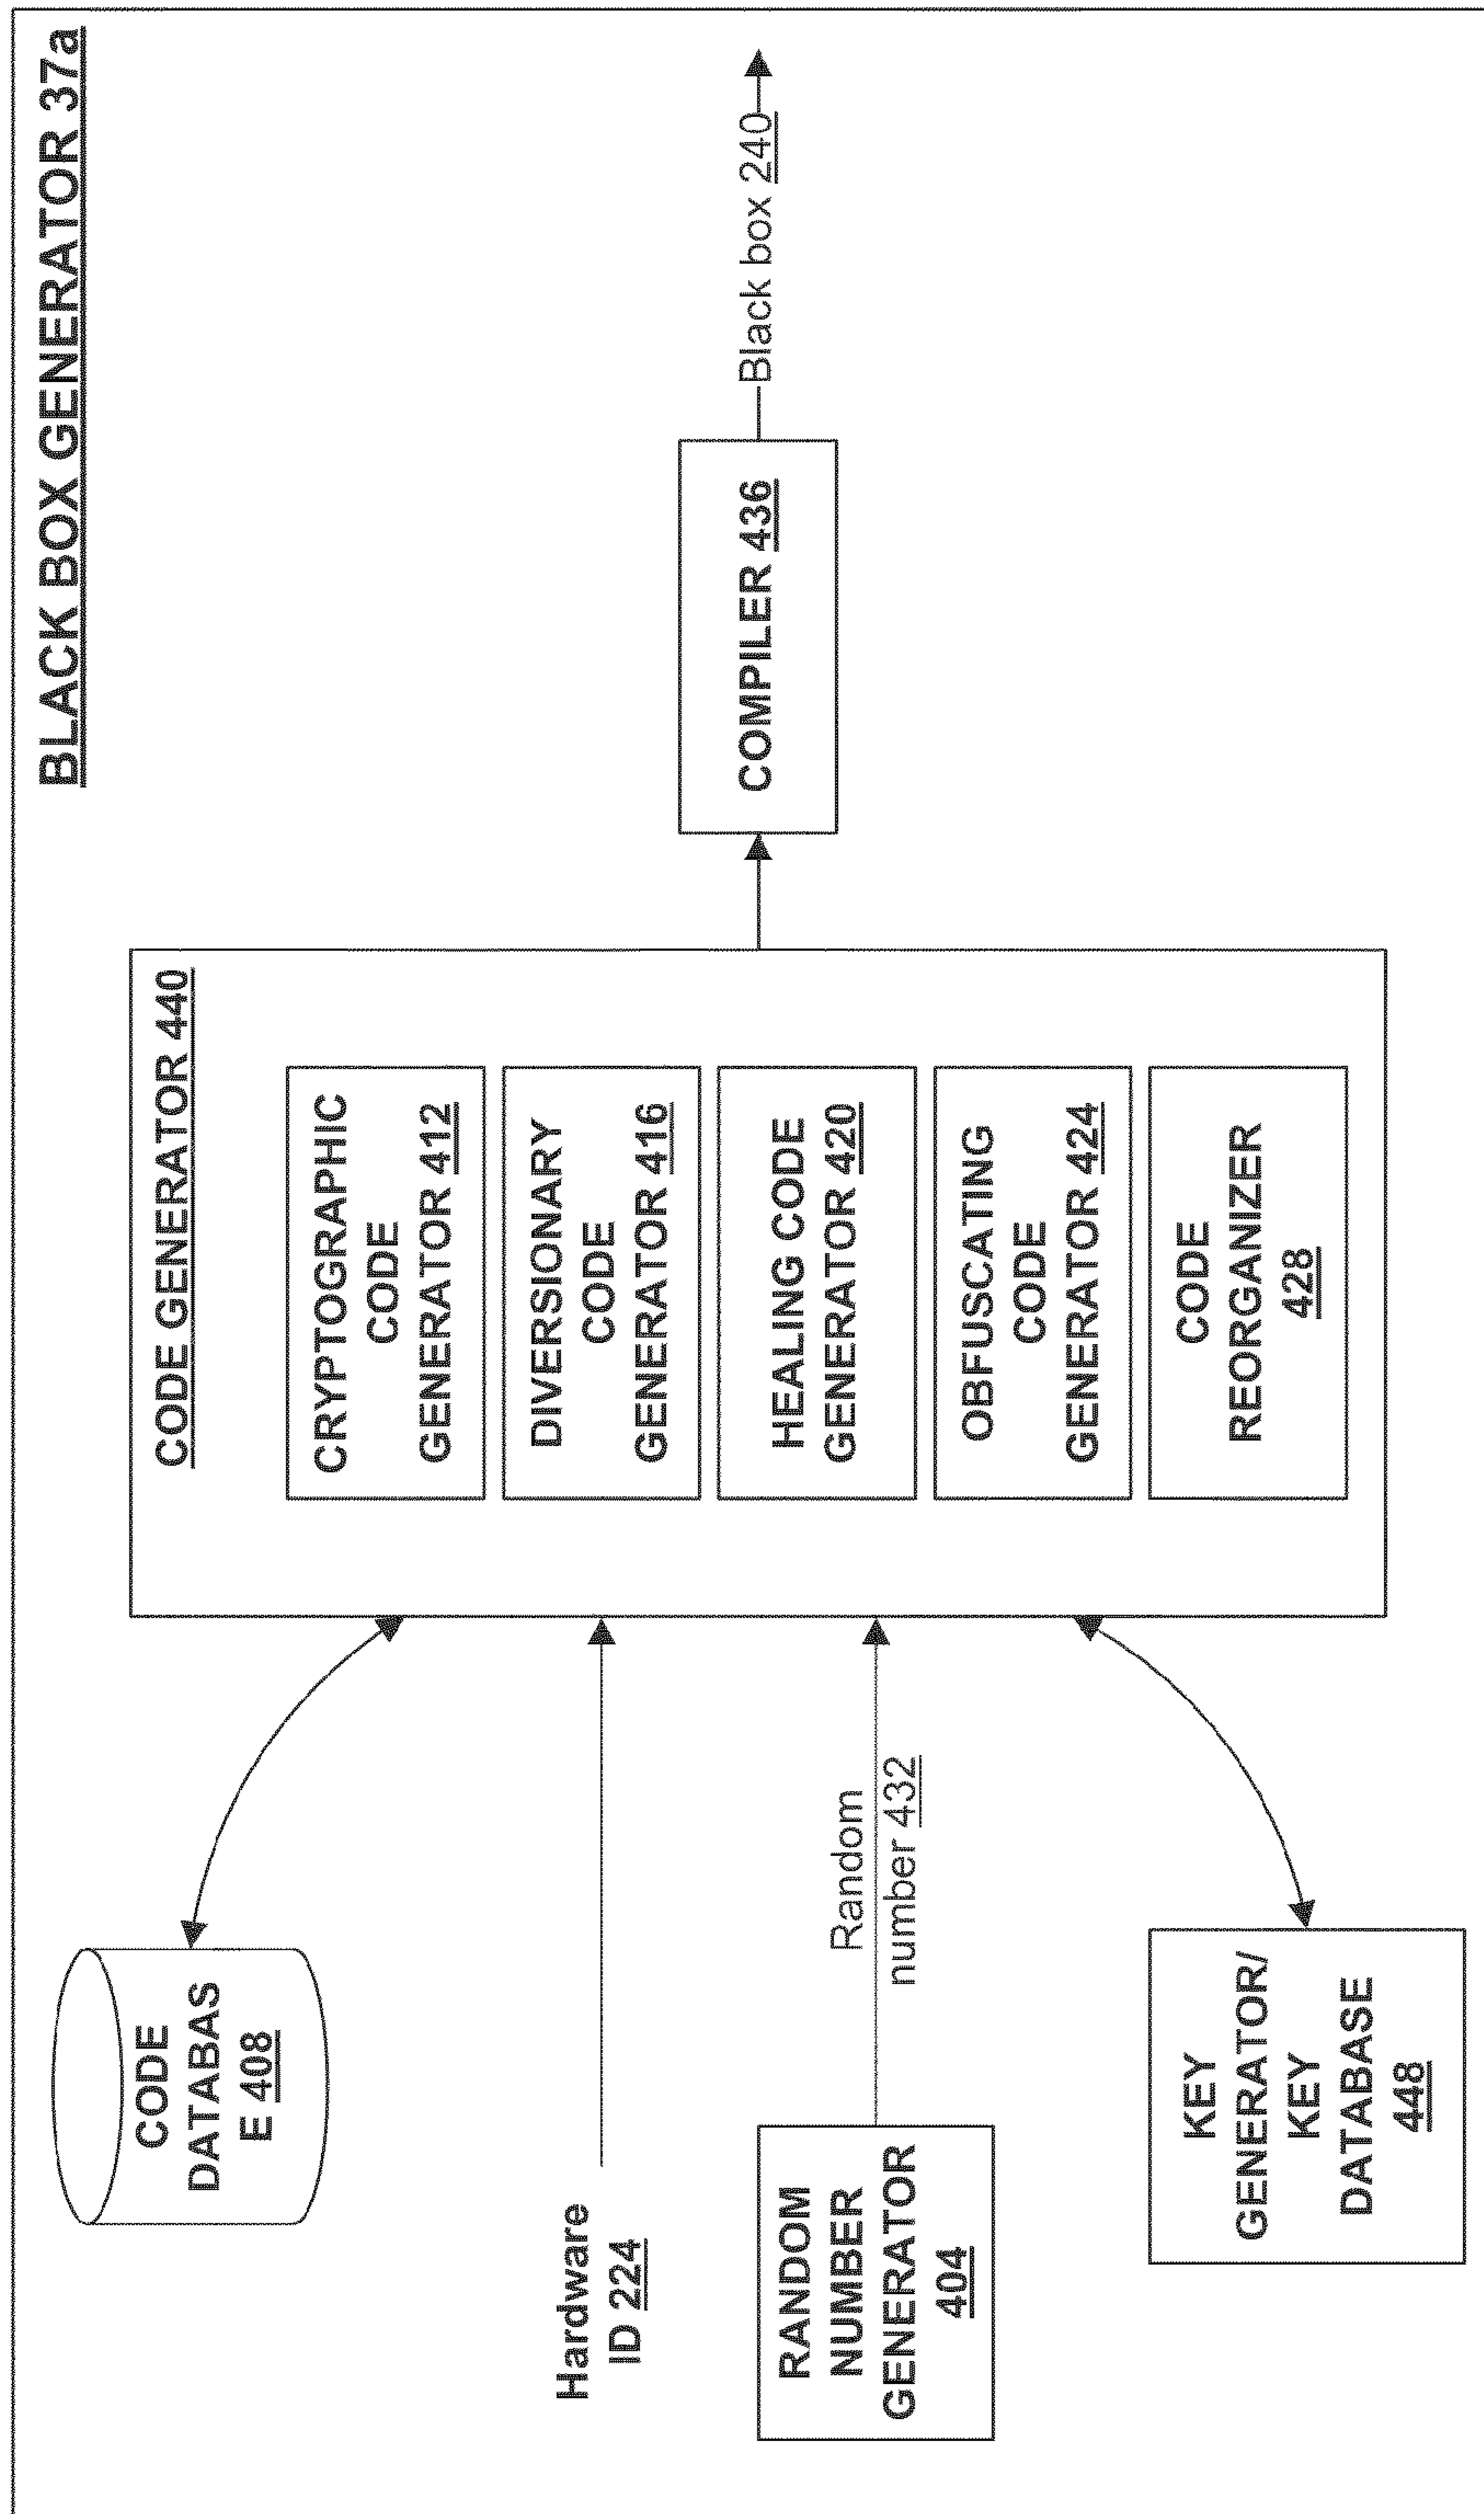 BLACK BOX GENERATOR 37a
CODE
DATABAS
E 408
Hardware
ID 224
RANDOM
NUMBER
GENERATOR
404
Random
number 432
KEY
GENERATOR/
KEY
DATABASE
448
CODE GENERATOR 440
CRYPTOGRAPHIC
CODE
GENERATOR 412
DIVERSIONARY
CODE
GENERATOR 416
HEALING CODE
GENERATOR 420
OBFUSCATING
CODE
GENERATOR 424
CODE
REORGANIZER
428
COMPILER 436
Black box 240